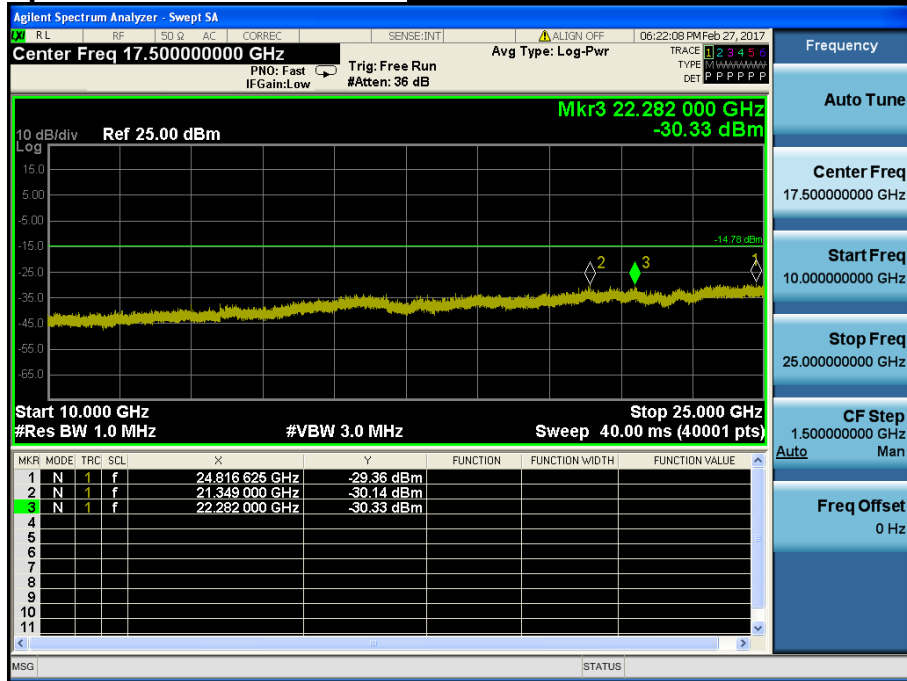 Agilent Spectrum Analyzer - Swept SA
LXI RL RF 50 Ω AC CORREC SENSE:INT ALIGN OFF 06:22:08 PM Feb 27, 2017
Center Freq 17.500000000 GHz Avg Type: Log-Pwr TRACE 1 2 3 4 5 6
PNO: Fast Trig: Free Run TYPE M W W W W W
IFGain:Low #Atten: 36 dB DET P P P P P P
Mkr3 22.282 000 GHz
-30.33 dBm
10 dB/div Ref 25.00 dBm
Log
15.0
5.00
-5.00
-15.0
-14.78 dBm
-25.0
2
3
1
-35.0
-45.0
-55.0
-65.0
Start 10.000 GHz Stop 25.000 GHz
#Res BW 1.0 MHz #VBW 3.0 MHz Sweep 40.00 ms (40001 pts)
MKR MODE TRC SCL X Y FUNCTION FUNCTION WIDTH FUNCTION VALUE
1 N 1 f 24.816 625 GHz -29.36 dBm
2 N 1 f 21.349 000 GHz -30.14 dBm
3 N 1 f 22.282 000 GHz -30.33 dBm
4
5
6
7
8
9
10
11
MSG STATUS
Frequency
Auto Tune
Center Freq
17.500000000 GHz
Start Freq
10.000000000 GHz
Stop Freq
25.000000000 GHz
CF Step
1.500000000 GHz
Auto Man
Freq Offset
0 Hz